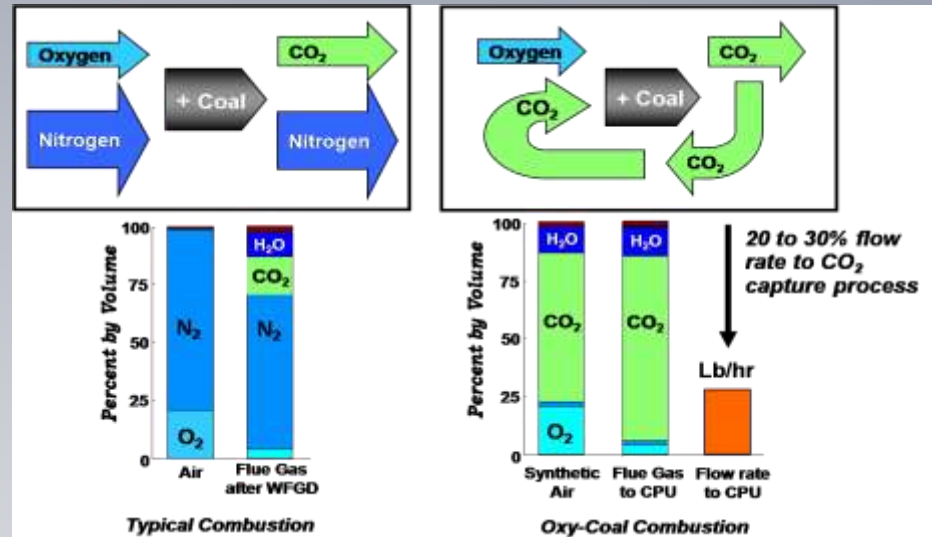 Oxygen
CO₂
+ Coal
Nitrogen
Nitrogen
Oxygen
CO₂
+ Coal
CO₂
CO₂
100
75
50
25
0
Percent by Volume
N₂
O₂
H₂O
CO₂
N₂
Air
Flue Gas
after WFGD
Typical Combustion
100
75
50
25
0
Percent by Volume
H₂O
CO₂
O₂
H₂O
CO₂
20 to 30% flow
rate to CO₂
capture process
Lb/hr
Synthetic
Air
Flue Gas
to CPU
Flow rate
to CPU
Oxy-Coal Combustion